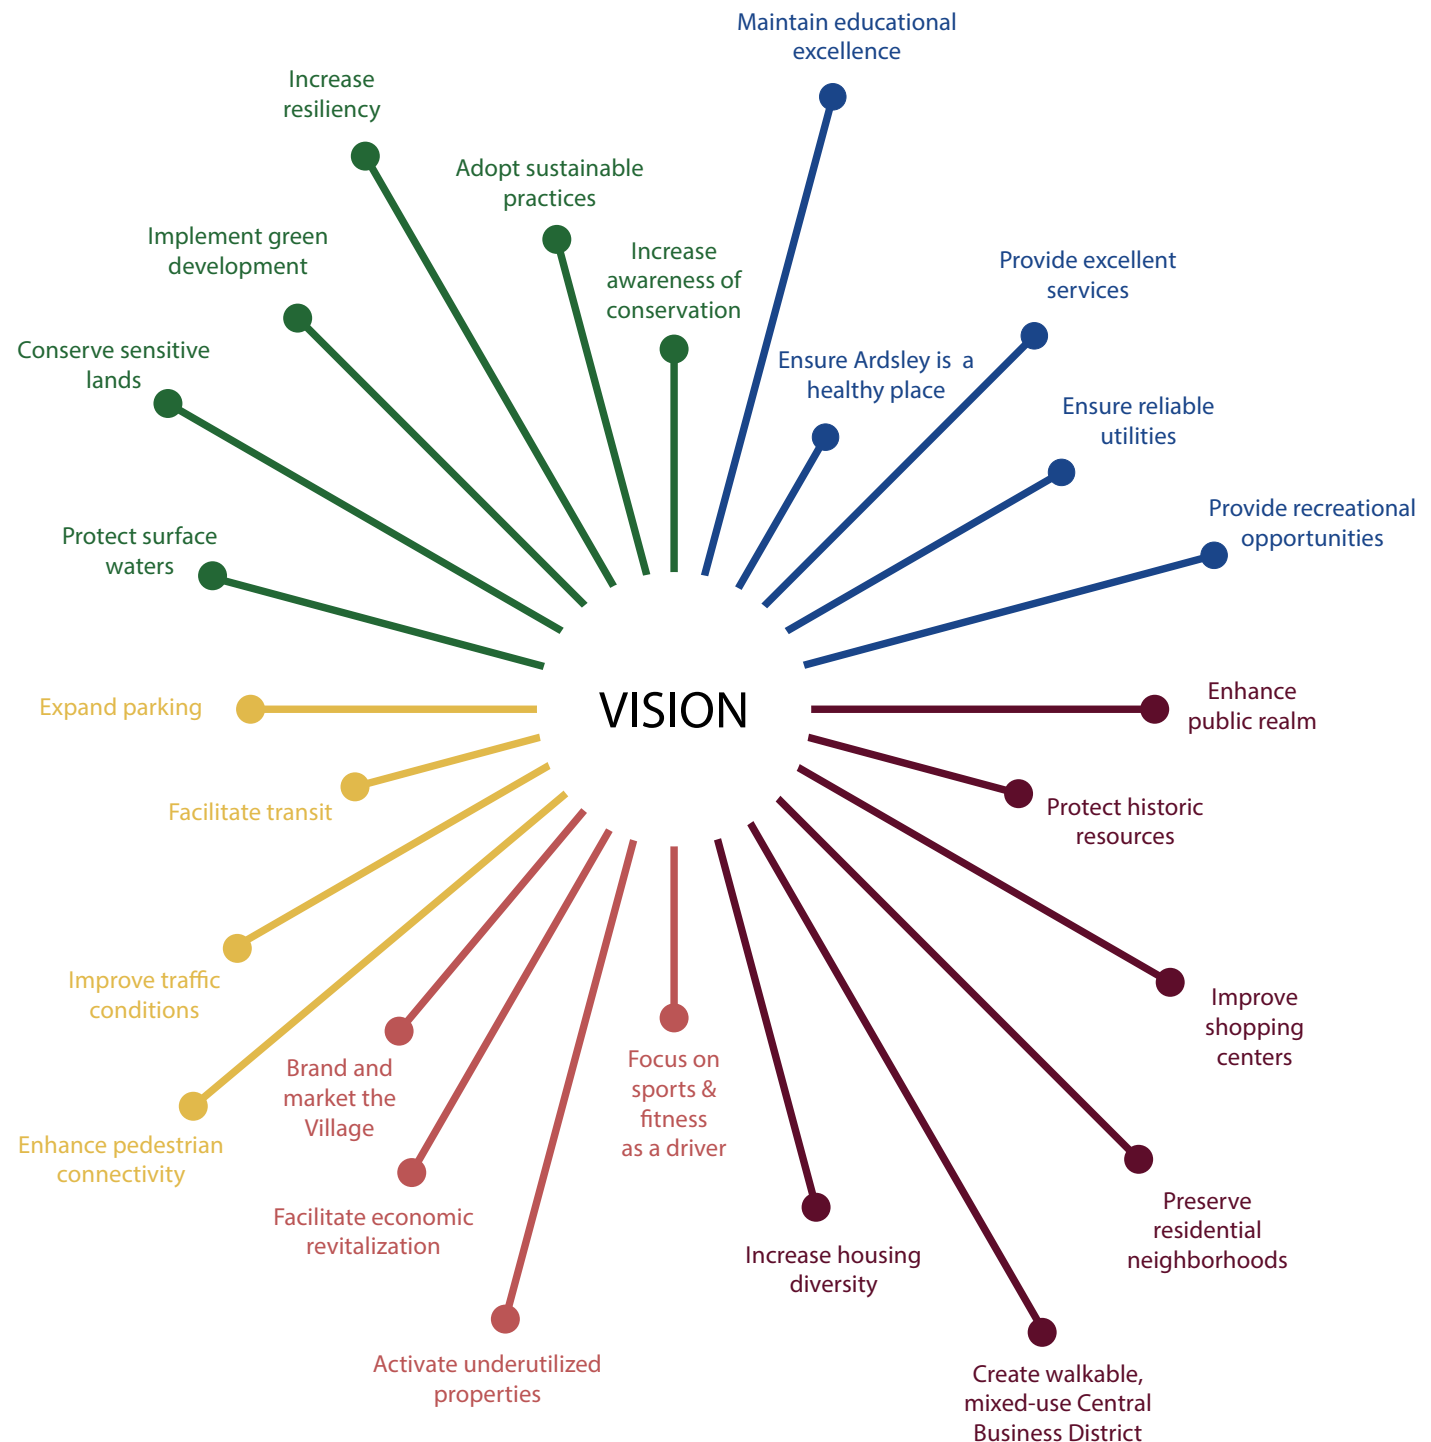 Maintain educational
excellence
Increase
resiliency
Adopt sustainable
practices
Implement green
development
Increase
awareness of
conservation
Provide excellent
services
Conserve sensitive
lands
Ensure Ardsley is  a
healthy place
Ensure reliable
utilities
Protect surface
waters
Provide recreational
opportunities
Expand parking
VISION
Enhance
public realm
Facilitate transit
Protect historic
resources
Improve traffic
conditions
Improve
shopping
centers
Brand and
market the
Village
Focus on
sports &
fitness
as a driver
Enhance pedestrian
connectivity
Preserve
residential
neighborhoods
Facilitate economic
revitalization
Increase housing
diversity
Activate underutilized
properties
Create walkable,
mixed-use Central
Business District